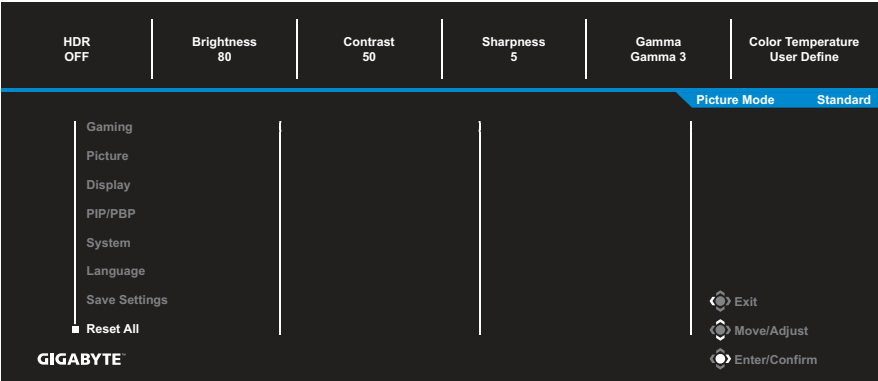 HDR Brightness Contrast Sharpness Gamma Color Temperature
OFF 80 50 5 Gamma 3 User Define
Picture Mode Standard
Gaming
Picture
Display
PIP/PBP
System
Language
Save Settings
Exit
Reset All
Move/Adjust
GIGABYTE™
Enter/Confirm